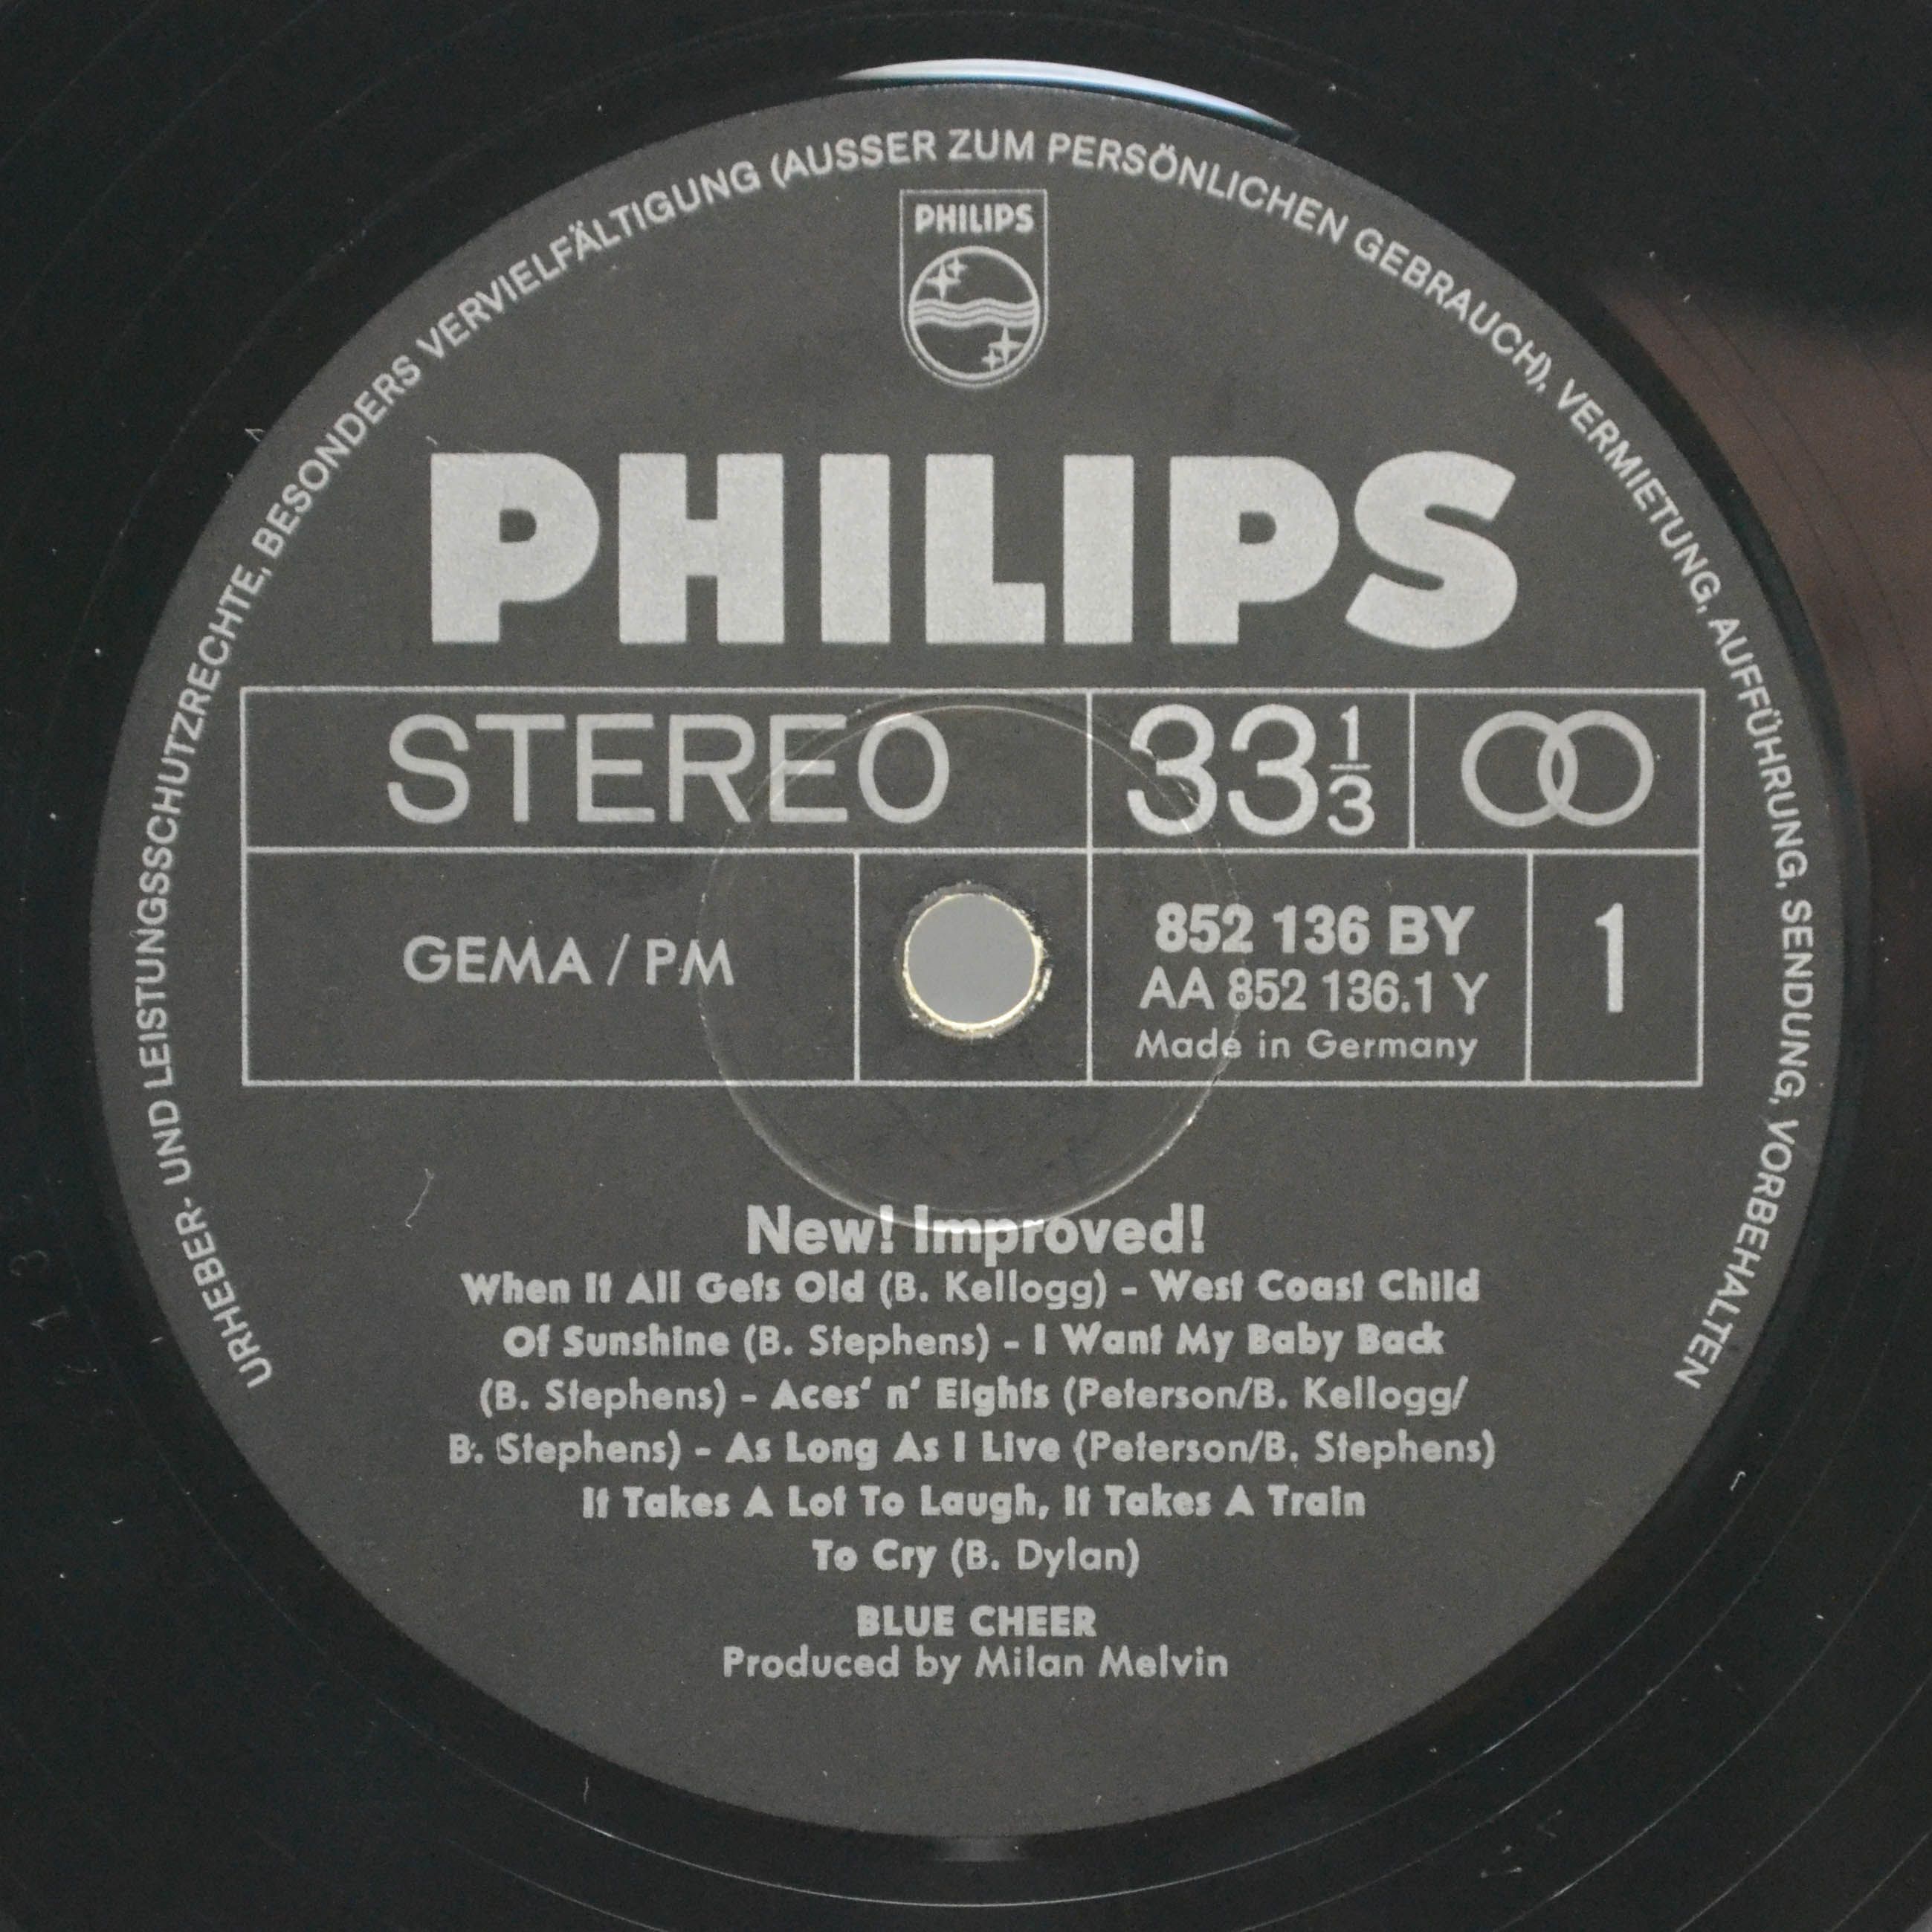 URHEBER- UND LEISTUNGSSCHUTZRECHTE, BESONDERS VERVIELFÄLTIGUNG (AUSSER ZUM PERSÖNLICHEN GEBRAUCH), VERMIETUNG, AUFFÜHRUNG, SENDUNG, VORBEHALTEN
PHILIPS
PHILIPS
STEREO 33 1/3
GEMA / PM
852 136 BY
AA 852 136.1 Y
Made in Germany
1
New! Improved!
When It All Gets Old (B. Kellogg) - West Coast Child
Of Sunshine (B. Stephens) - I Want My Baby Back
(B. Stephens) - Aces' n' Eights (Peterson/B. Kellogg/
B. Stephens) - As Long As I Live (Peterson/B. Stephens)
It Takes A Lot To Laugh, It Takes A Train
To Cry (B. Dylan)
BLUE CHEER
Produced by Milan Melvin